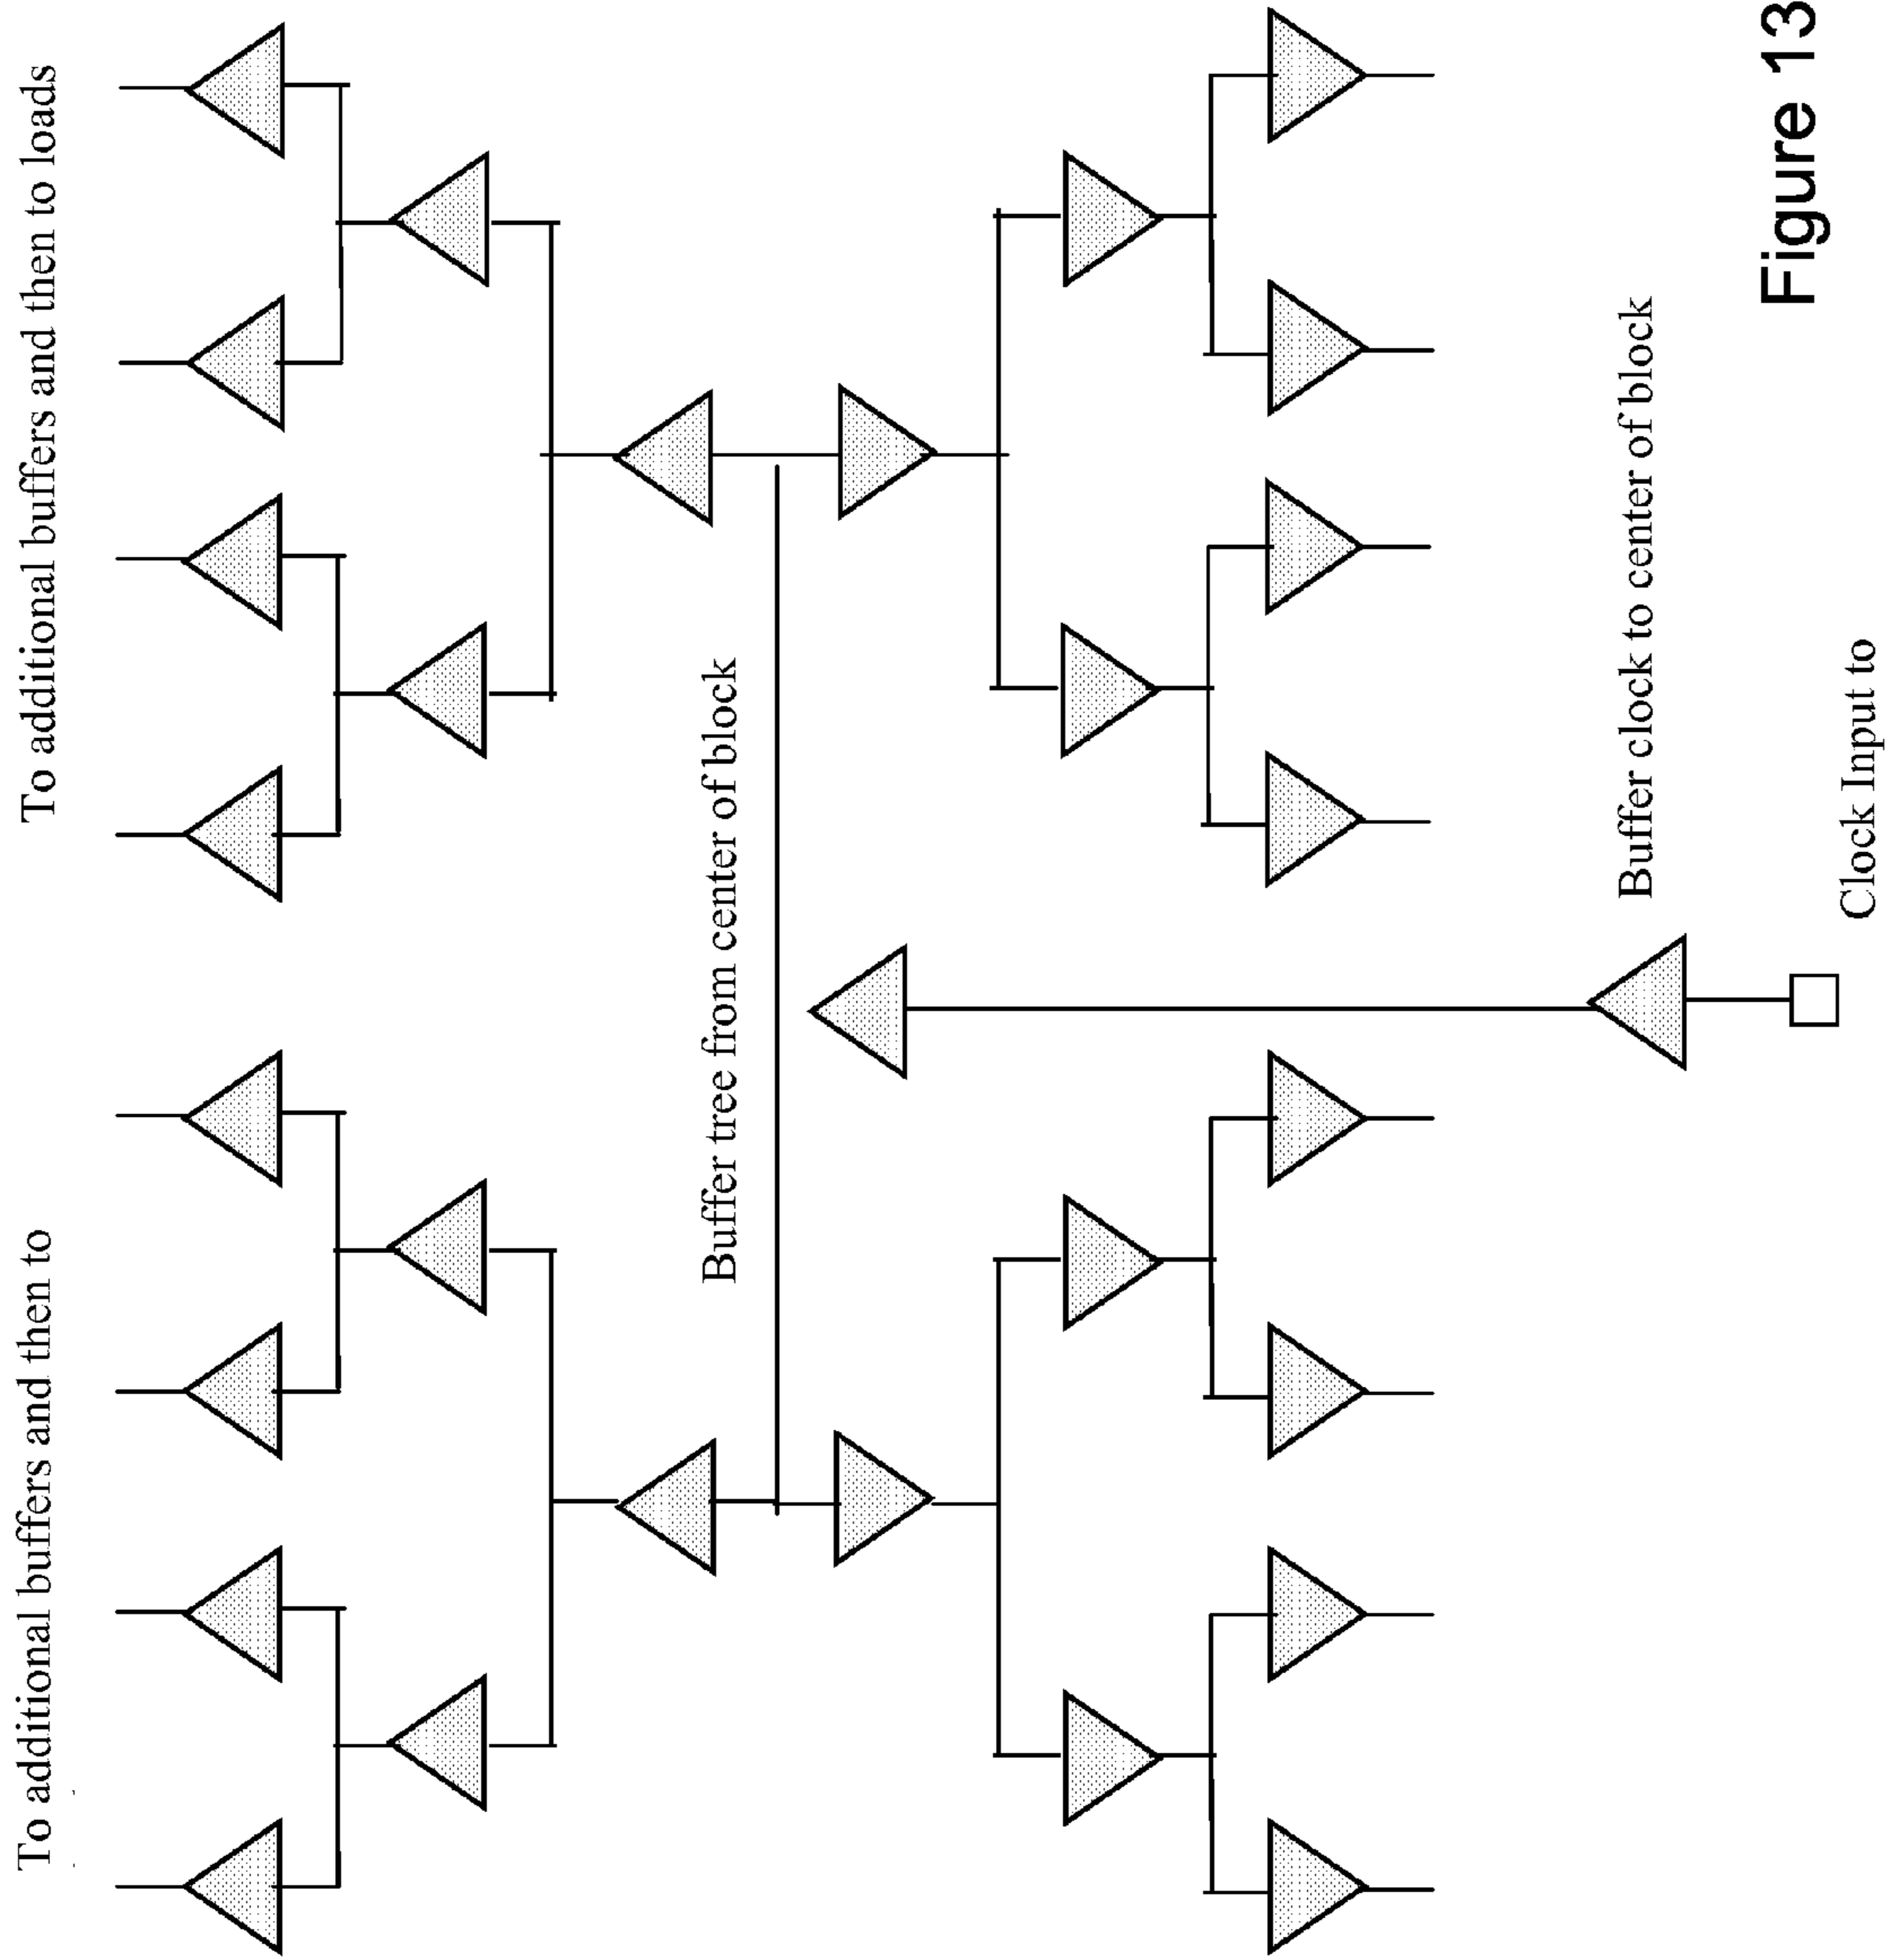 To additional buffers and then to
To additional buffers and then to loads
Buffer tree from center of block
Buffer clock to center of block
Clock Input to
Figure 13